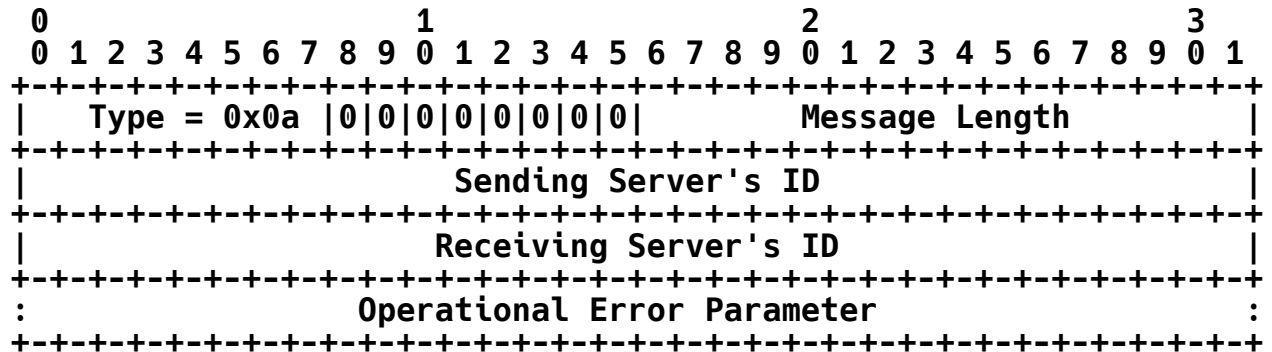 0                   1                   2                   3
 0 1 2 3 4 5 6 7 8 9 0 1 2 3 4 5 6 7 8 9 0 1 2 3 4 5 6 7 8 9 0 1
+-+-+-+-+-+-+-+-+-+-+-+-+-+-+-+-+-+-+-+-+-+-+-+-+-+-+-+-+-+-+-+-+
|   Type = 0x0a |0|0|0|0|0|0|0|0|        Message Length         |
+-+-+-+-+-+-+-+-+-+-+-+-+-+-+-+-+-+-+-+-+-+-+-+-+-+-+-+-+-+-+-+-+
|                      Sending Server's ID                      |
+-+-+-+-+-+-+-+-+-+-+-+-+-+-+-+-+-+-+-+-+-+-+-+-+-+-+-+-+-+-+-+-+
|                     Receiving Server's ID                     |
+-+-+-+-+-+-+-+-+-+-+-+-+-+-+-+-+-+-+-+-+-+-+-+-+-+-+-+-+-+-+-+-+
:                 Operational Error Parameter                   :
+-+-+-+-+-+-+-+-+-+-+-+-+-+-+-+-+-+-+-+-+-+-+-+-+-+-+-+-+-+-+-+-+